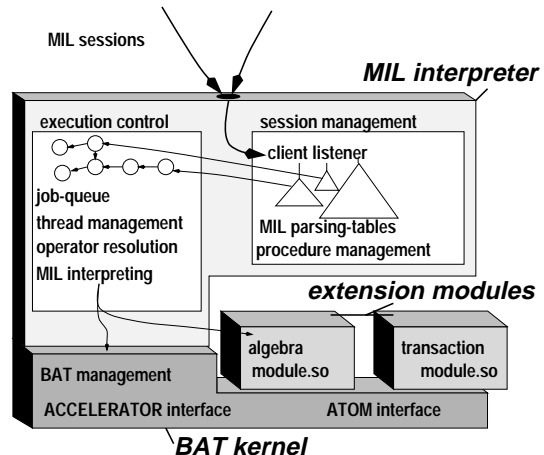 MIL sessions
MIL interpreter
execution control
session management
client listener
job-queue
thread management
operator resolution
MIL interpreting
MIL parsing-tables
procedure management
extension modules
algebra
module.so
transaction
module.so
BAT management
ACCELERATOR interface
ATOM interface
BAT kernel